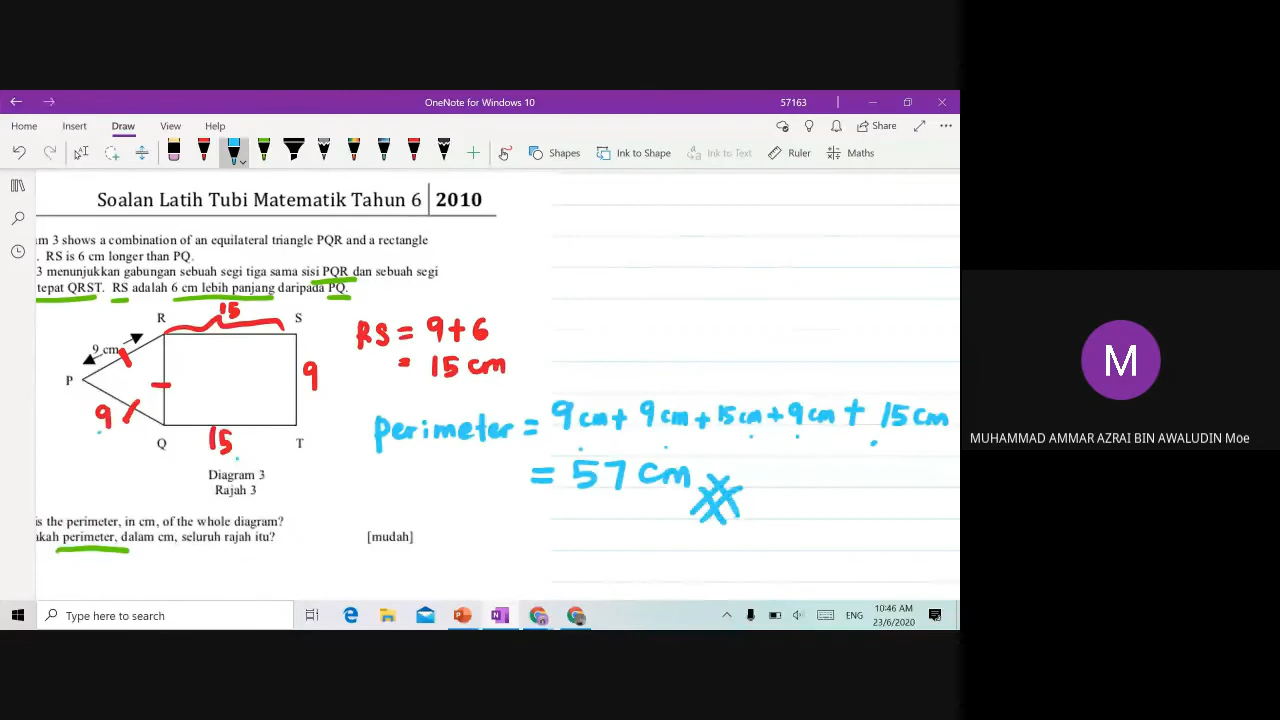 OneNote for Windows 10
57163
Home Insert Draw View Help
Share
Shapes Ink to Shape Ink to Text Ruler Maths
Soalan Latih Tubi Matematik Tahun 6 2010
am 3 shows a combination of an equilateral triangle PQR and a rectangle
. RS is 6 cm longer than PQ.
3 menunjukkan gabungan sebuah segi tiga sama sisi PQR dan sebuah segi
tepat QRST. RS adalah 6 cm lebih panjang daripada PQ.
15
R S
9 cm
P
9
9
15
Q T
RS = 9+6
= 15 cm
perimeter = 9 cm + 9 cm + 15 cm + 9 cm + 15 cm
= 57 cm
Diagram 3
Rajah 3
is the perimeter, in cm, of the whole diagram?
akah perimeter, dalam cm, seluruh rajah itu? [mudah]
M
MUHAMMAD AMMAR AZRAI BIN AWALUDIN Moe
Type here to search
ENG
10:46 AM
23/6/2020